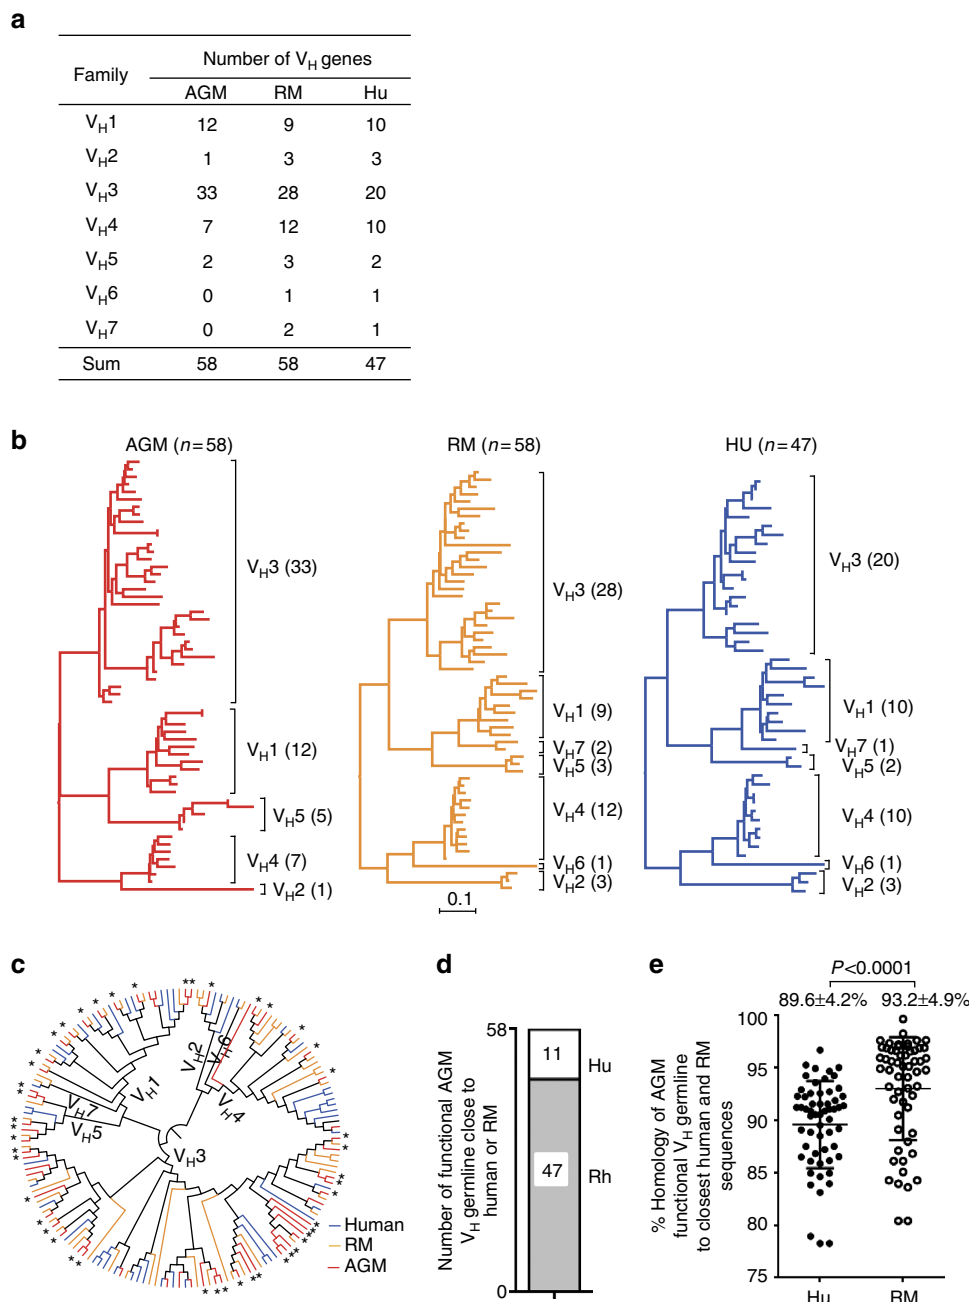 a
Family
Number of VH genes
AGM RM Hu
VH1 12 9 10
VH2 1 3 3
VH3 33 28 20
VH4 7 12 10
VH5 2 3 2
VH6 0 1 1
VH7 0 2 1
Sum 58 58 47
b
AGM (n=58)
VH3 (33)
VH1 (12)
VH5 (5)
VH4 (7)
VH2 (1)
RM (n=58)
VH3 (28)
VH1 (9)
VH7 (2)
VH5 (3)
VH4 (12)
VH6 (1)
VH2 (3)
0.1
HU (n=47)
VH3 (20)
VH1 (10)
VH7 (1)
VH5 (2)
VH4 (10)
VH6 (1)
VH2 (3)
c
VH2
VH6
VH1
VH4
VH7
VH5
VH3
Human
RM
AGM
d
Number of functional AGM
VH germline close to
human or RM
58
0
11
47
Hu
Rh
e
P<0.0001
89.6±4.2% 93.2±4.9%
% Homology of AGM
functional VH germline
to closest human and RM
sequences
100
95
90
85
80
75
Hu RM